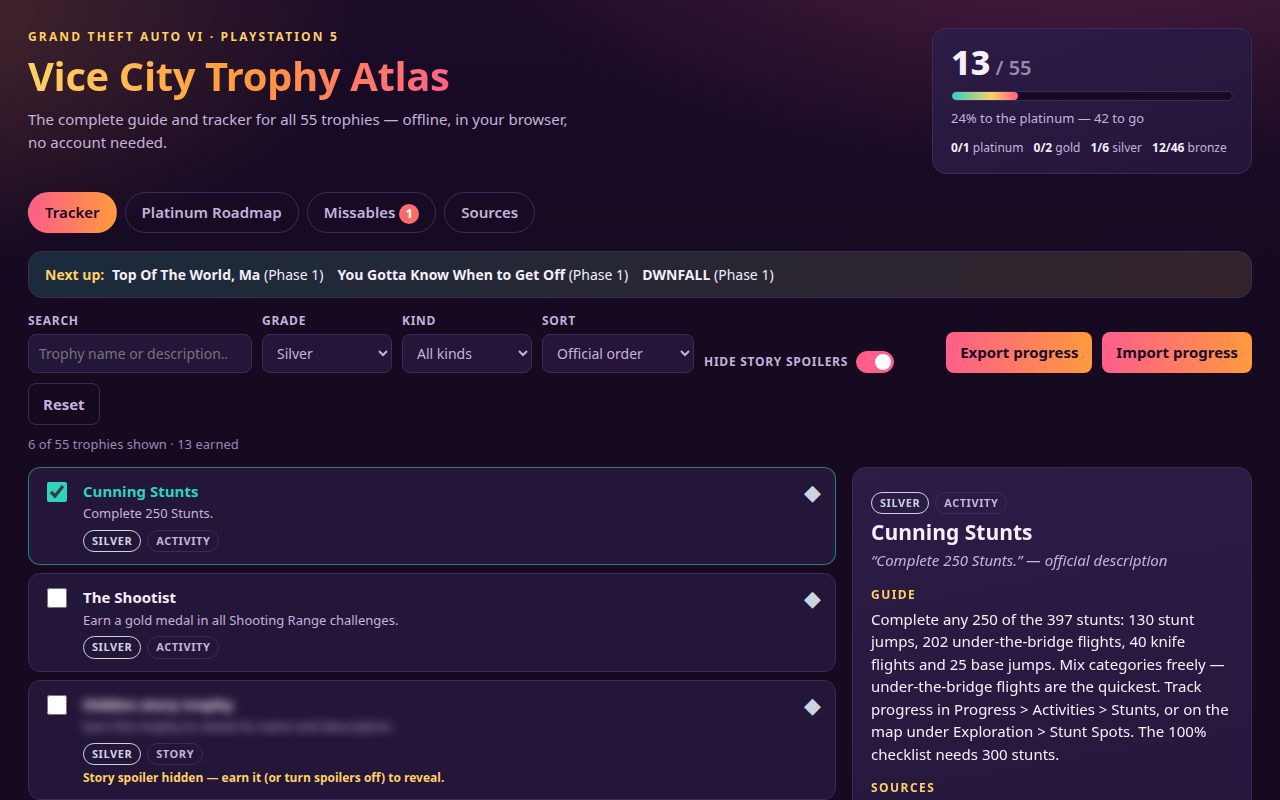 GRAND THEFT AUTO VI · PLAYSTATION 5
Vice City Trophy Atlas
The complete guide and tracker for all 55 trophies — offline, in your browser,
no account needed.
13 / 55
24% to the platinum — 42 to go
0/1 platinum 0/2 gold 1/6 silver 12/46 bronze
Tracker
Platinum Roadmap
Missables 1
Sources
Next up: Top Of The World, Ma (Phase 1) You Gotta Know When to Get Off (Phase 1) DWNFALL (Phase 1)
SEARCH
GRADE
KIND
SORT
Trophy name or description..
Silver
All kinds
Official order
HIDE STORY SPOILERS
Export progress
Import progress
Reset
6 of 55 trophies shown · 13 earned
Cunning Stunts
Complete 250 Stunts.
SILVER
ACTIVITY
The Shootist
Earn a gold medal in all Shooting Range challenges.
SILVER
ACTIVITY
Hidden story trophy
SILVER
STORY
Story spoiler hidden — earn it (or turn spoilers off) to reveal.
SILVER
ACTIVITY
Cunning Stunts
“Complete 250 Stunts.” — official description
GUIDE
Complete any 250 of the 397 stunts: 130 stunt
jumps, 202 under-the-bridge flights, 40 knife
flights and 25 base jumps. Mix categories freely —
under-the-bridge flights are the quickest. Track
progress in Progress > Activities > Stunts, or on the
map under Exploration > Stunt Spots. The 100%
checklist needs 300 stunts.
SOURCES